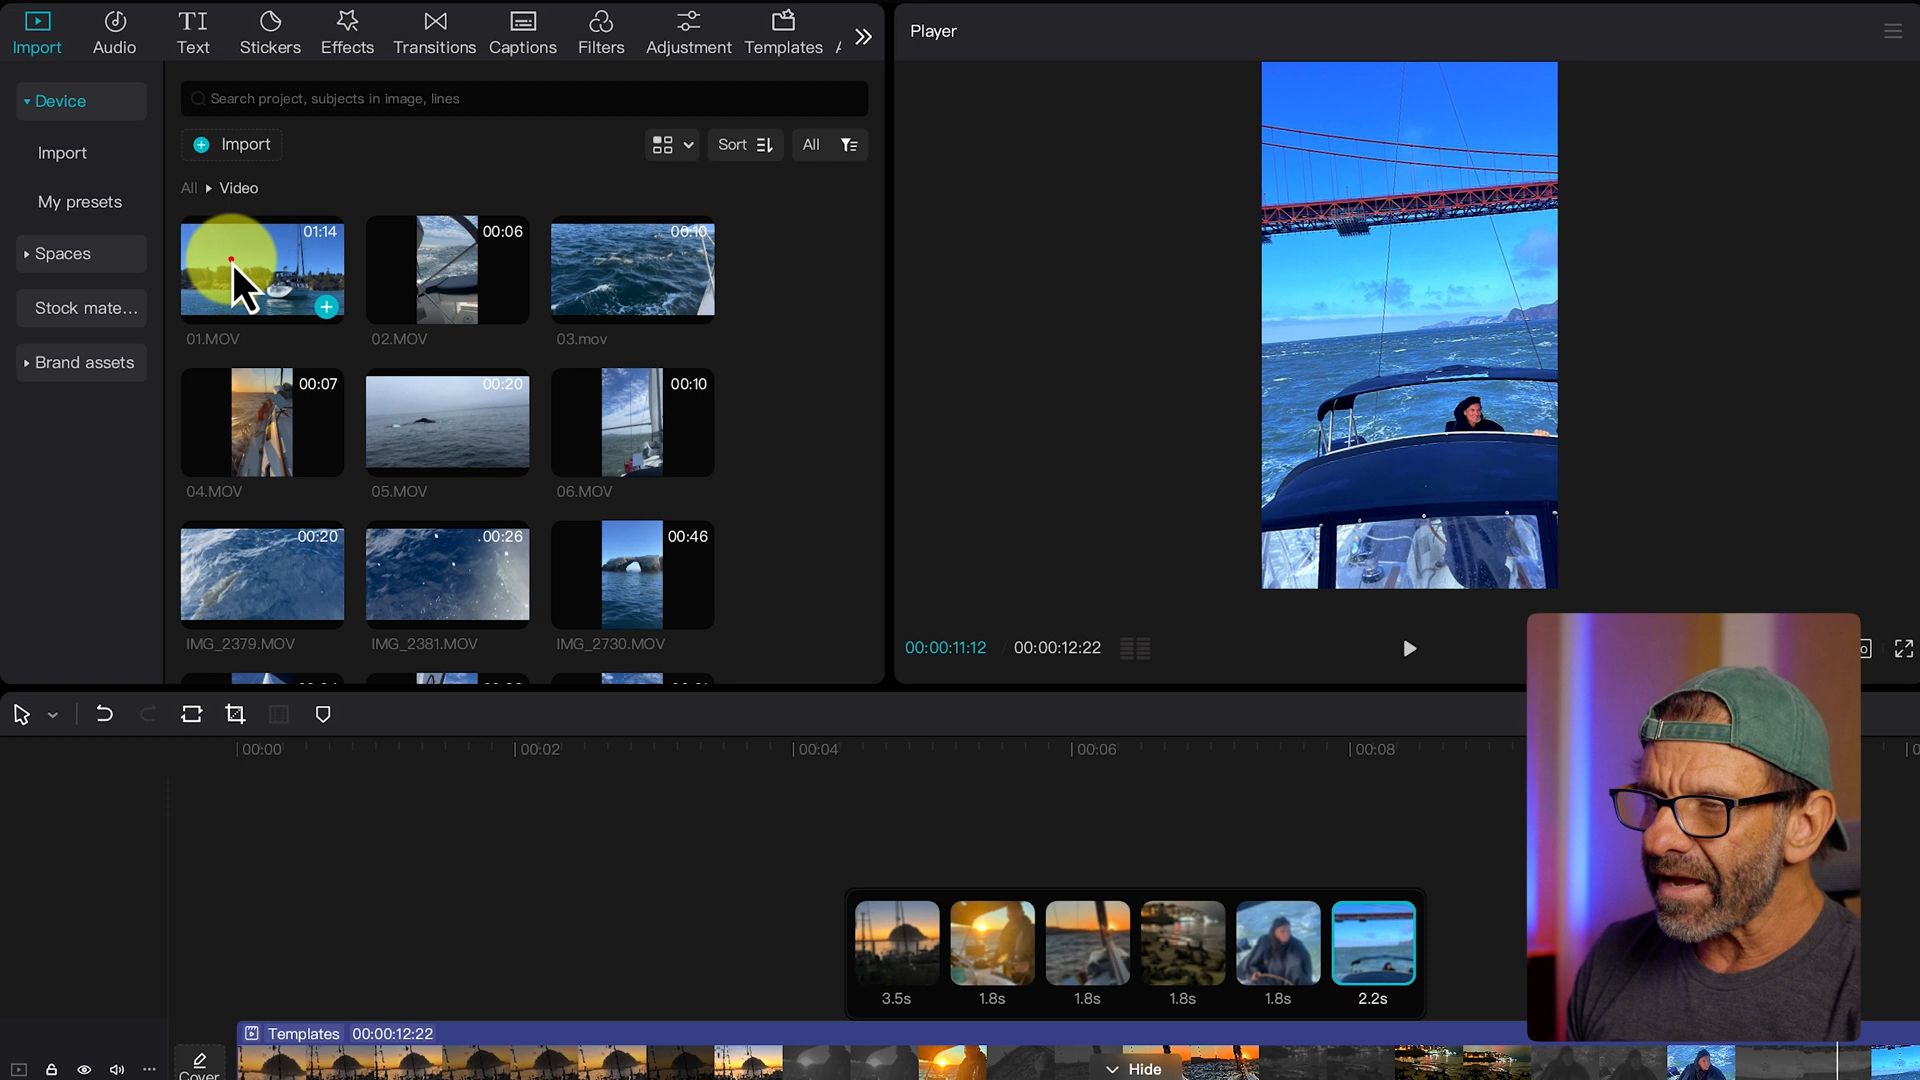 Import
Audio
Text
Stickers
Effects
Transitions
Captions
Filters
Adjustment
Templates
Player
Device
Import
My presets
Spaces
Stock mate...
Brand assets
Search project, subjects in image, lines
Import
Sort
All
All
Video
01:14
00:06
00:10
01.MOV
02.MOV
03.mov
00:07
00:20
00:10
04.MOV
05.MOV
06.MOV
00:20
00:26
00:46
IMG_2379.MOV
IMG_2381.MOV
IMG_2730.MOV
00:00:11:12
00:00:12:22
00:00
00:02
00:04
00:06
00:08
3.5s
1.8s
1.8s
1.8s
1.8s
2.2s
Templates 00:00:12:22
Cover
Hide